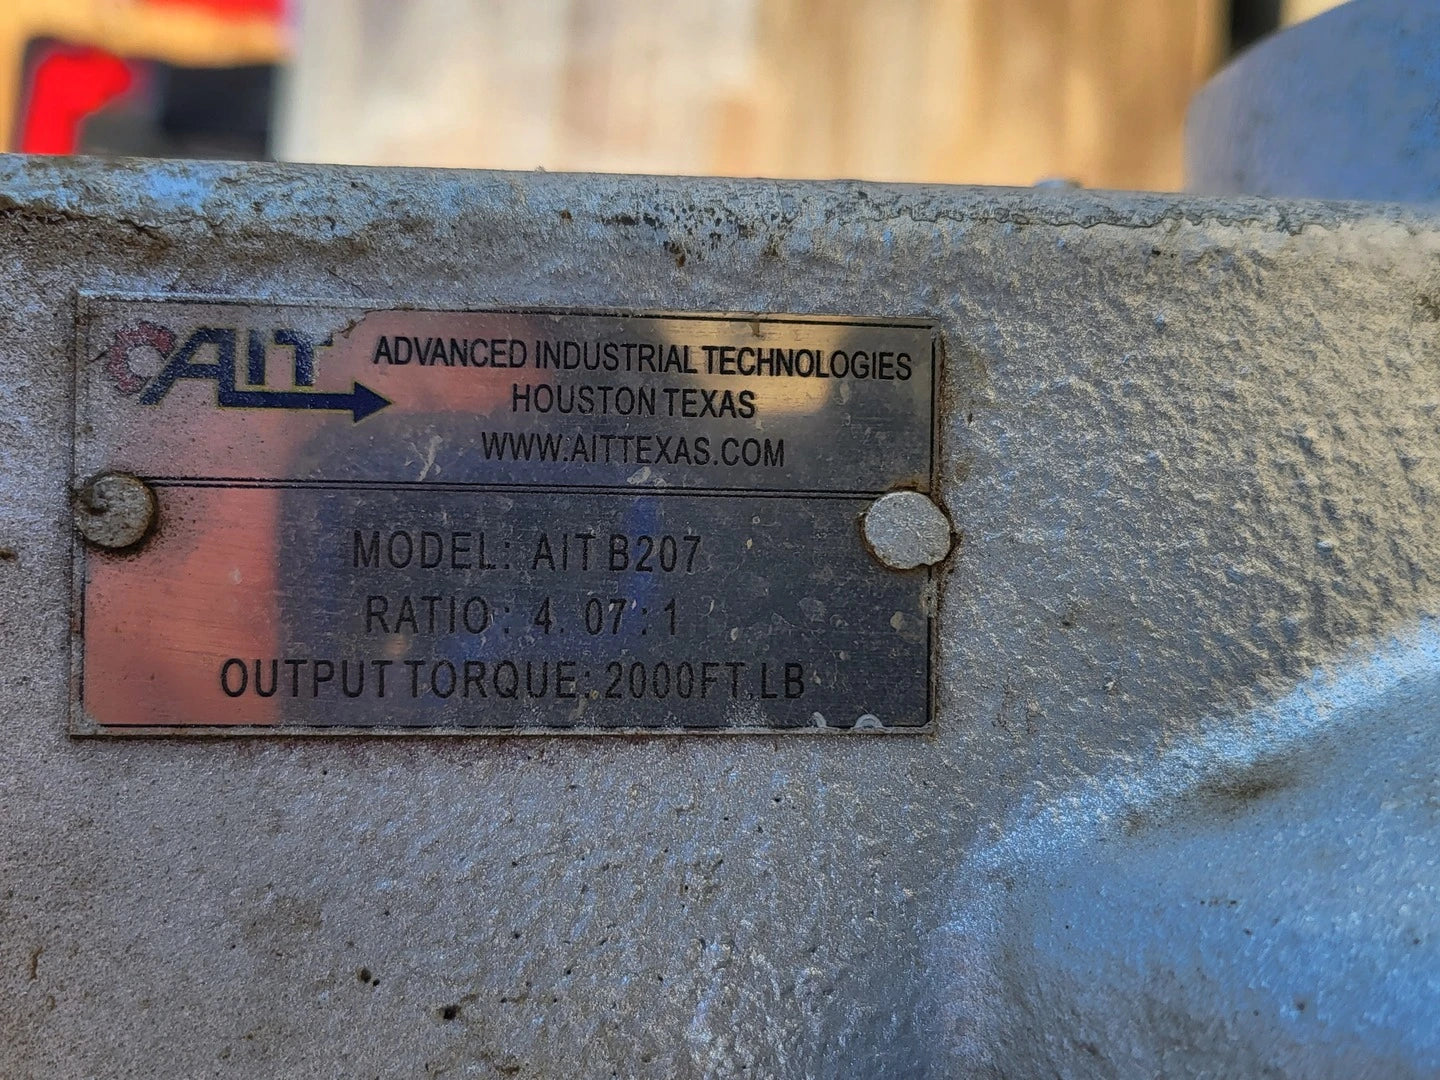 AIT ADVANCED INDUSTRIAL TECHNOLOGIES
HOUSTON TEXAS
WWW.AITTEXAS.COM
MODEL: AIT B207
RATIO: 4. 07:1
OUTPUT TORQUE: 2000FT.LB